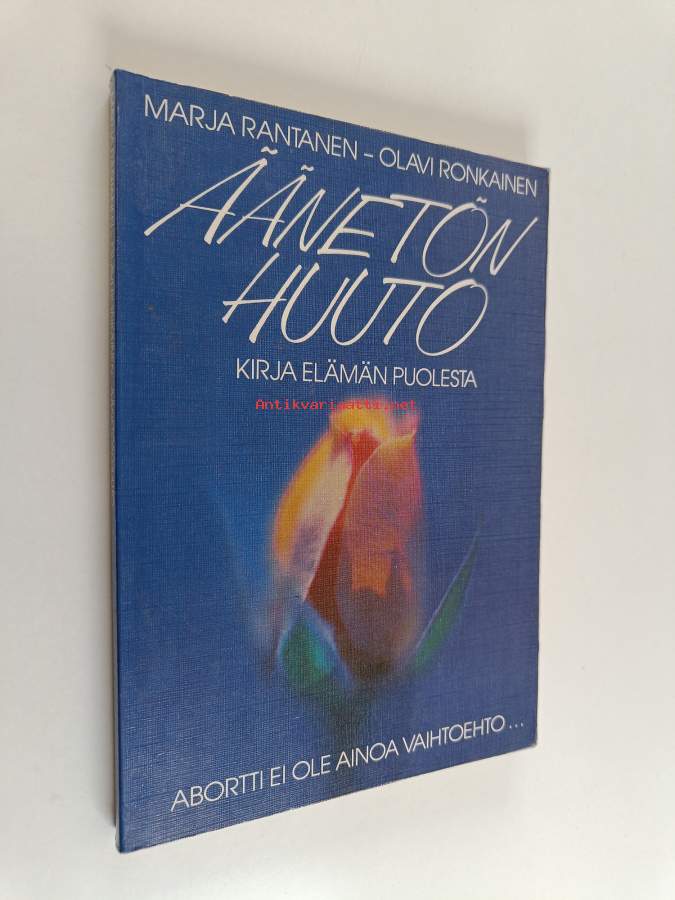 MARJA RANTANEN – OLAVI RONKAINEN
ÄÄNETÖN
HUUTO
KIRJA ELÄMÄN PUOLESTA
Antikvariaatti.net
ABORTTI EI OLE AINOA VAIHTOEHTO...